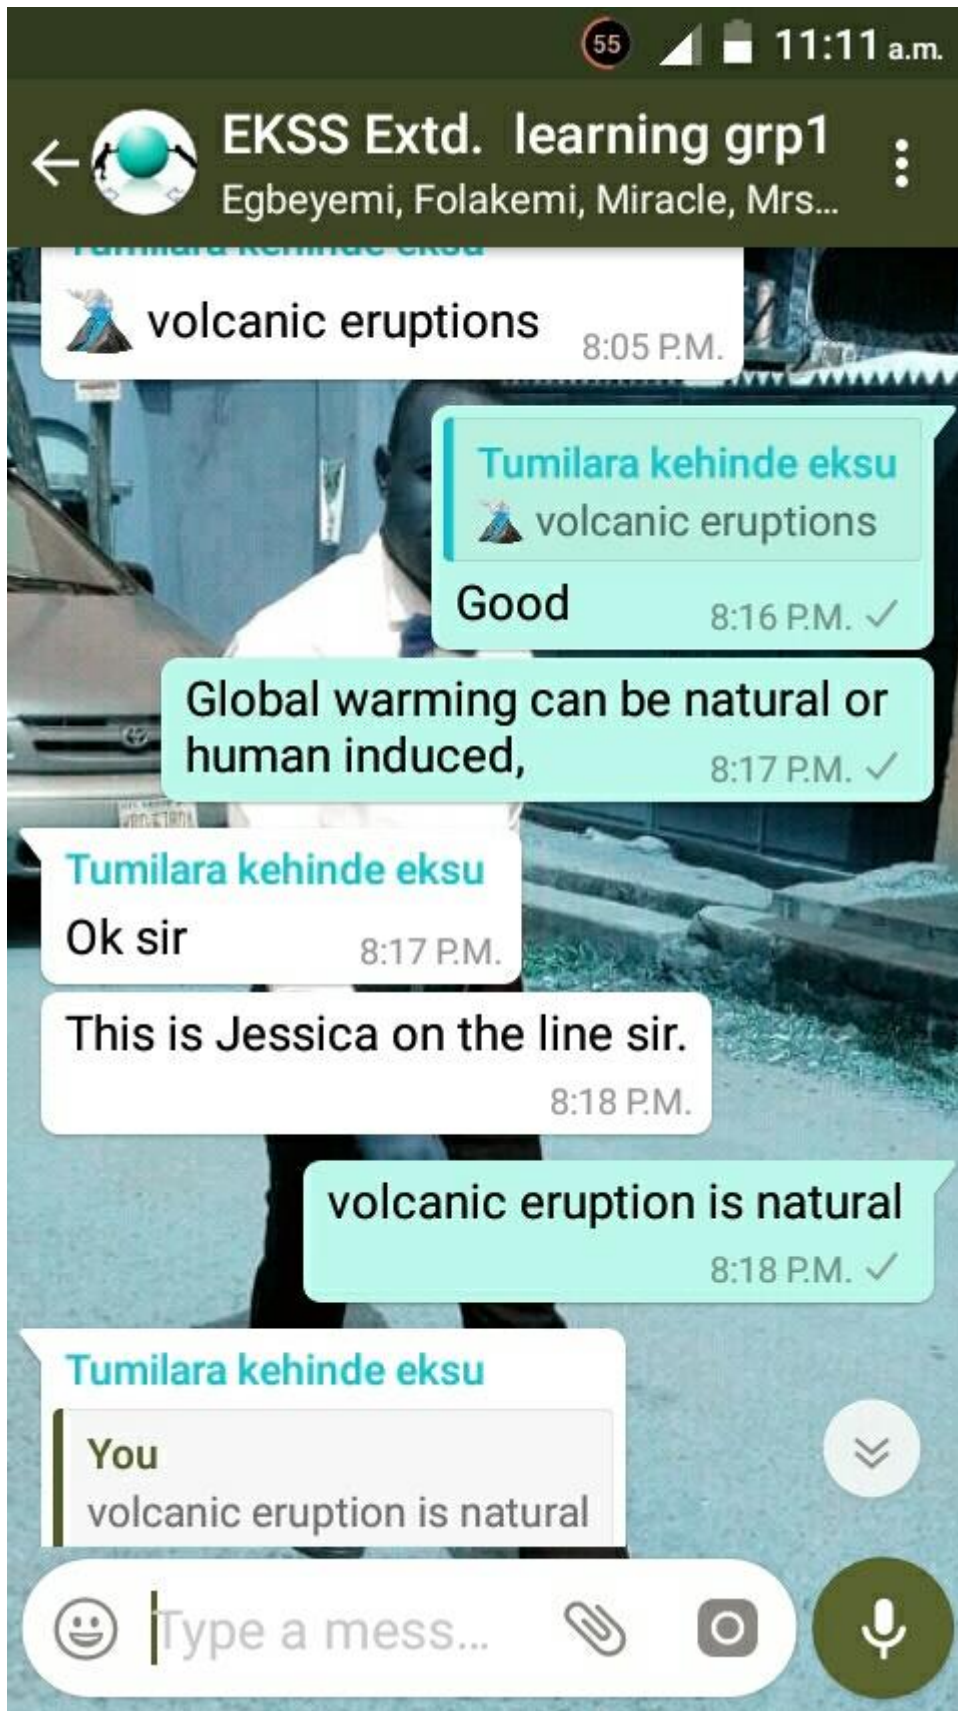 55 11:11 a.m.
EKSS Extd. learning grp1
Egbeyemi, Folakemi, Miracle, Mrs...
Tumilara kehinde eksu
volcanic eruptions 8:05 P.M.
Tumilara kehinde eksu
volcanic eruptions
Good 8:16 P.M.
Global warming can be natural or
human induced, 8:17 P.M.
Tumilara kehinde eksu
Ok sir 8:17 P.M.
This is Jessica on the line sir.
8:18 P.M.
volcanic eruption is natural
8:18 P.M.
Tumilara kehinde eksu
You
volcanic eruption is natural
Type a mess...